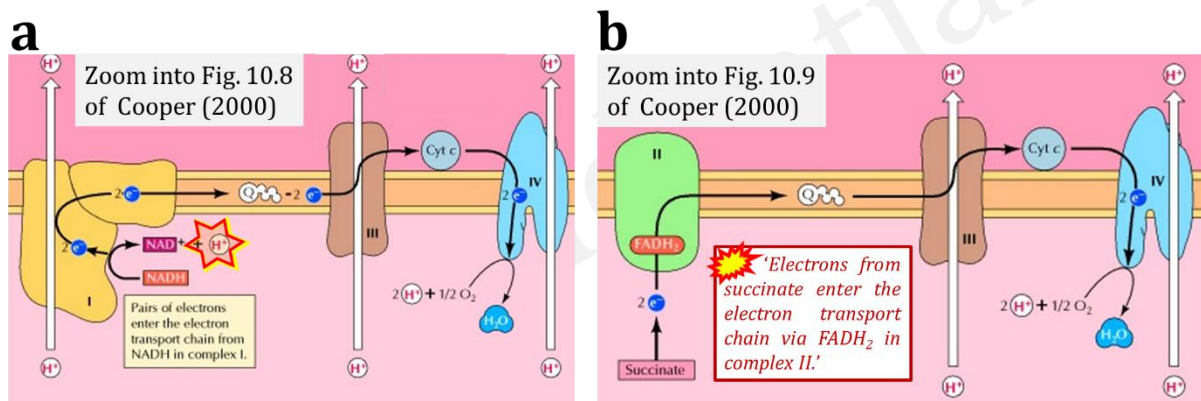 a
Zoom into Fig. 10.8
of Cooper (2000)
H⁺
H⁺
H⁺
Cyt c
IV
2 e⁻
Q
-2 e⁻
2 e⁻
2 e⁻
NAD⁺ + H⁺
NADH
I
III
Pairs of electrons
enter the electron
transport chain from
NADH in complex I.
2 H⁺ + 1/2 O₂
H₂O
H⁺
H⁺
H⁺
b
Zoom into Fig. 10.9
of Cooper (2000)
H⁺
H⁺
II
Cyt c
IV
Q
2 e⁻
FADH₂
III
2 e⁻
Succinate
'Electrons from
succinate enter the
electron transport
chain via FADH₂ in
complex II.'
2 H⁺ + 1/2 O₂
H₂O
H⁺
H⁺